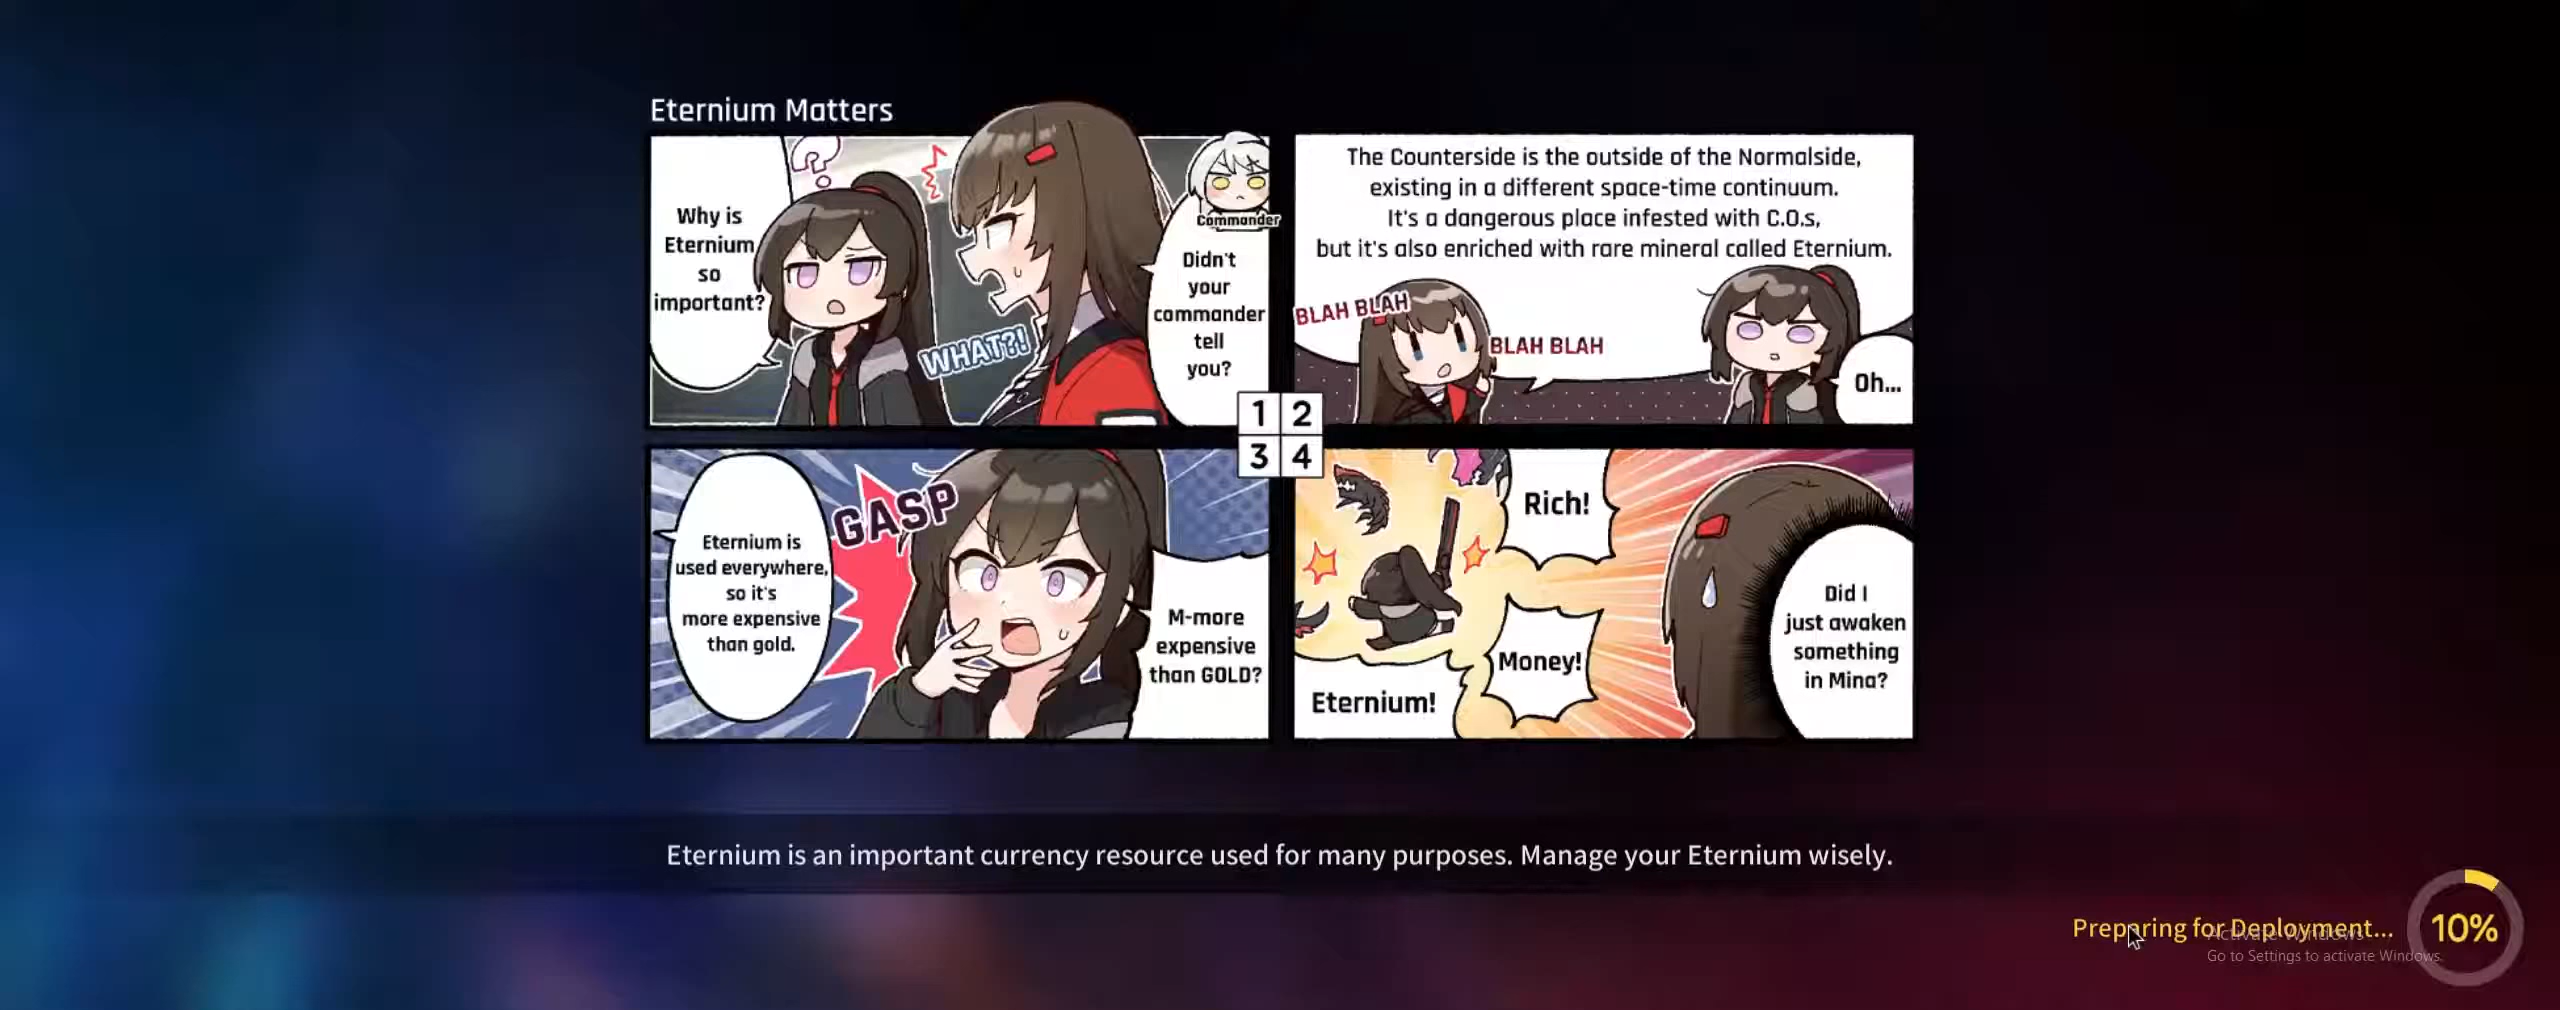 Eternium Matters
Why is
Eternium
so
important?
WHAT?!
Commander
Didn't
your
commander
tell
you?
The Counterside is the outside of the Normalside,
existing in a different space-time continuum.
It's a dangerous place infested with C.O.s,
but it's also enriched with rare mineral called Eternium.
BLAH BLAH
BLAH BLAH
Oh...
1 2
3 4
Eternium is
used everywhere,
so it's
more expensive
than gold.
GASP
M-more
expensive
than GOLD?
Rich!
Money!
Eternium!
Did I
just awaken
something
in Mina?
Eternium is an important currency resource used for many purposes. Manage your Eternium wisely.
Preparing for Deployment...
10%
Activate Windows
Go to Settings to activate Windows.